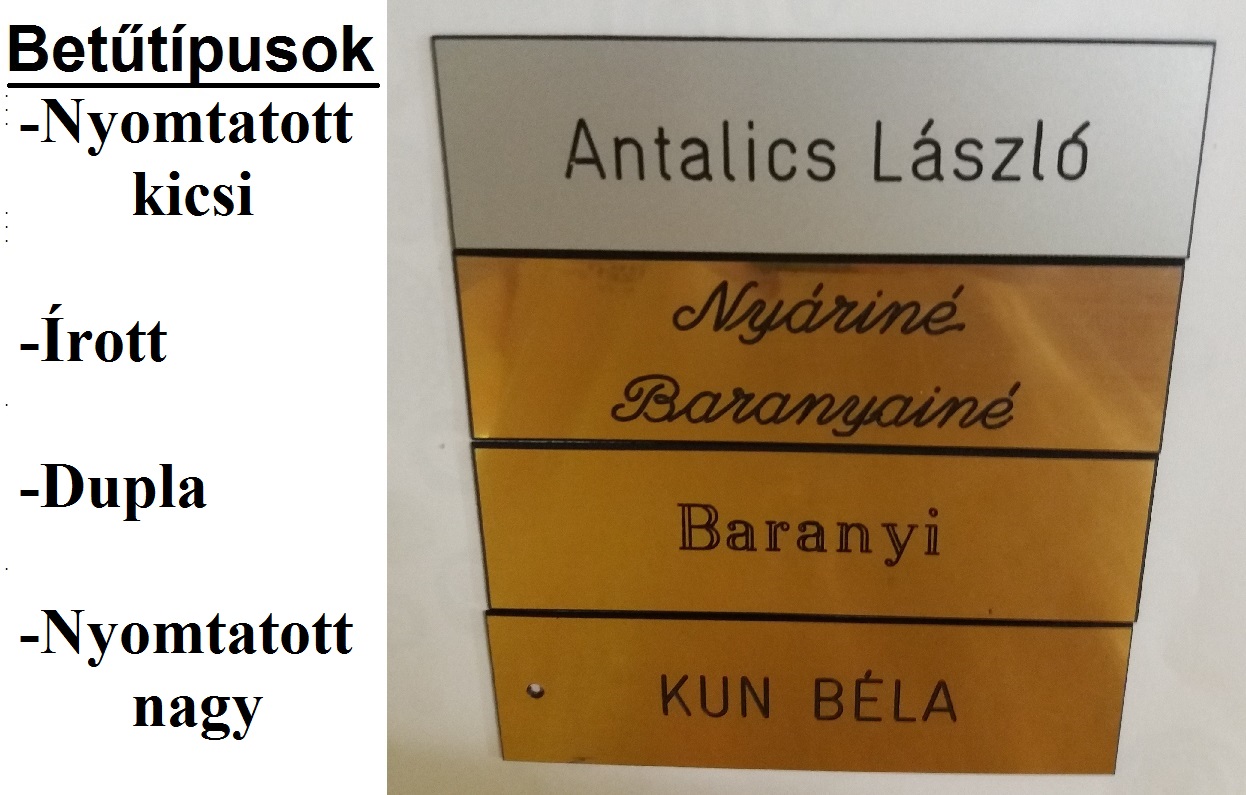 Betűtípusok
-Nyomtatott
kicsi
-Írott
-Dupla
-Nyomtatott
nagy
Antalics László
Nyáriné
Baranyainé
Baranyi
KUN BÉLA